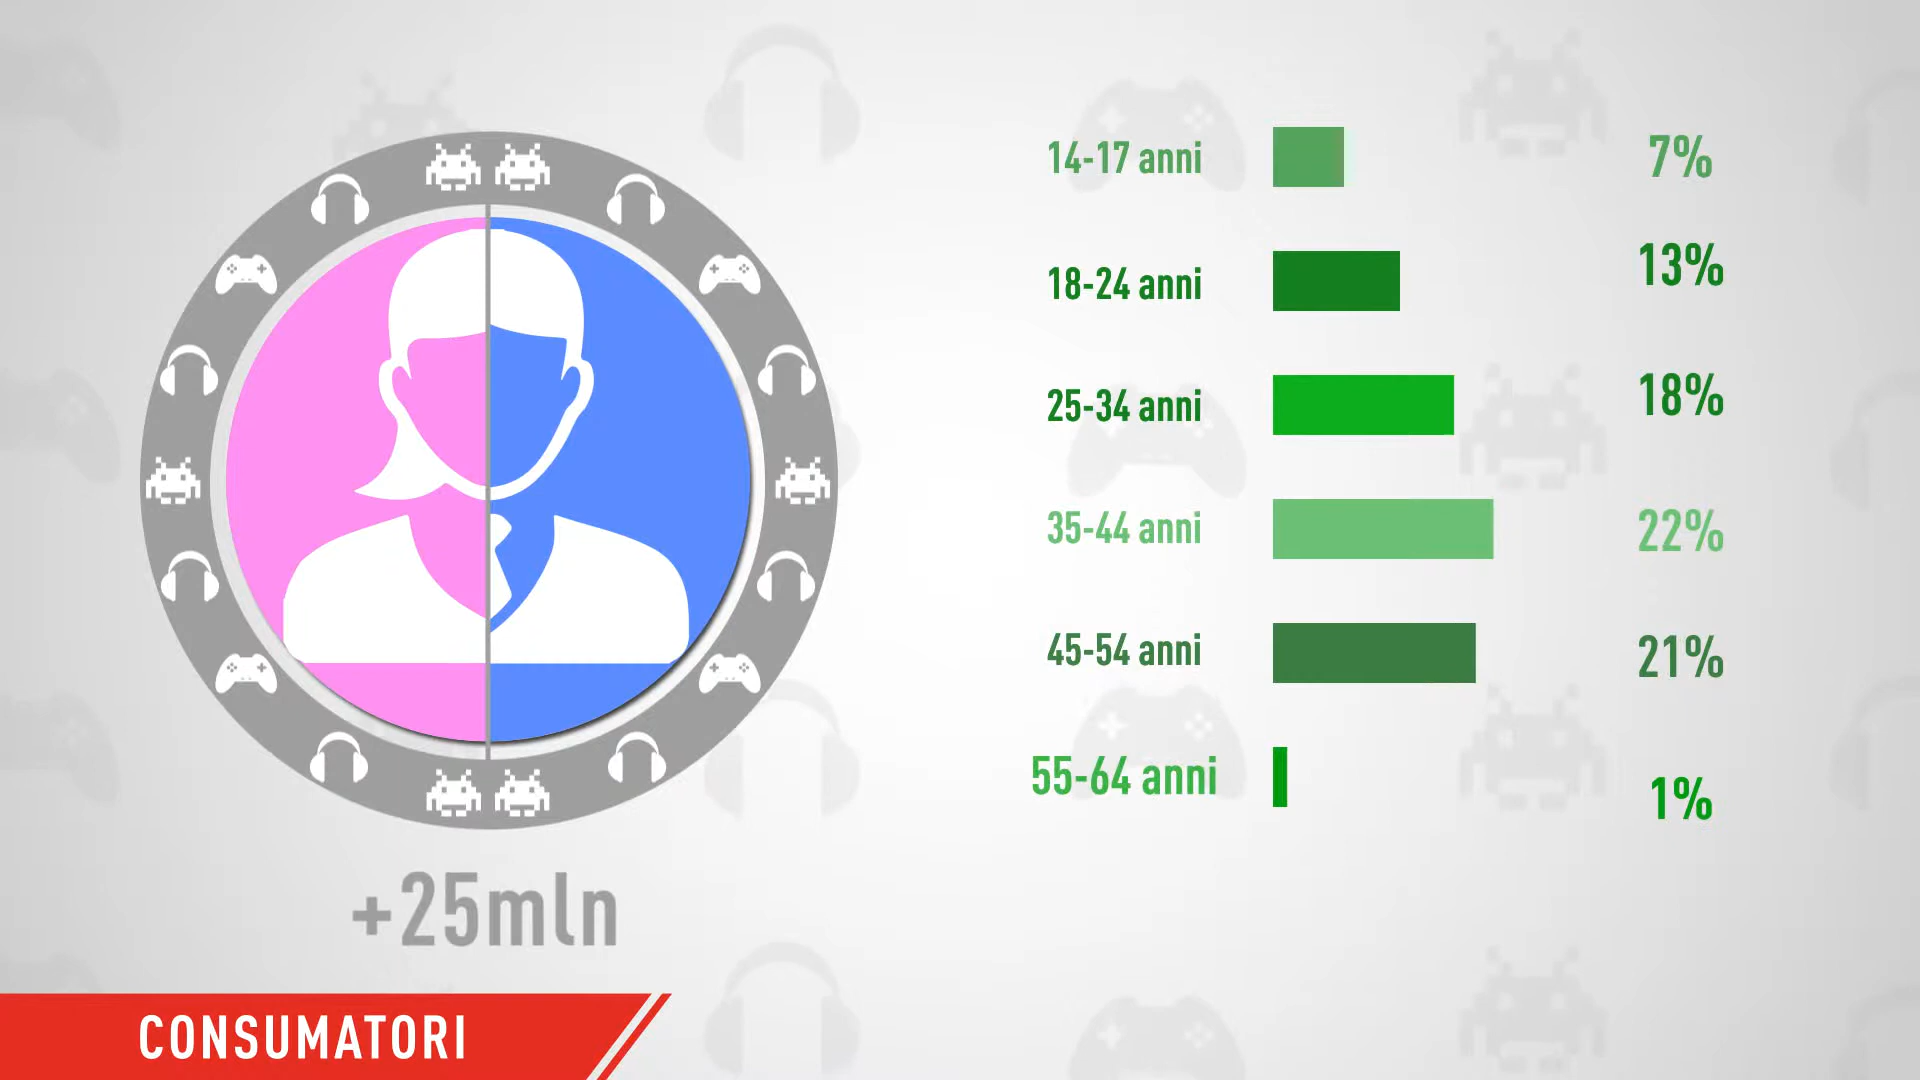 14-17 anni 7%
18-24 anni 13%
25-34 anni 18%
35-44 anni 22%
45-54 anni 21%
55-64 anni 1%
+25mln
CONSUMATORI